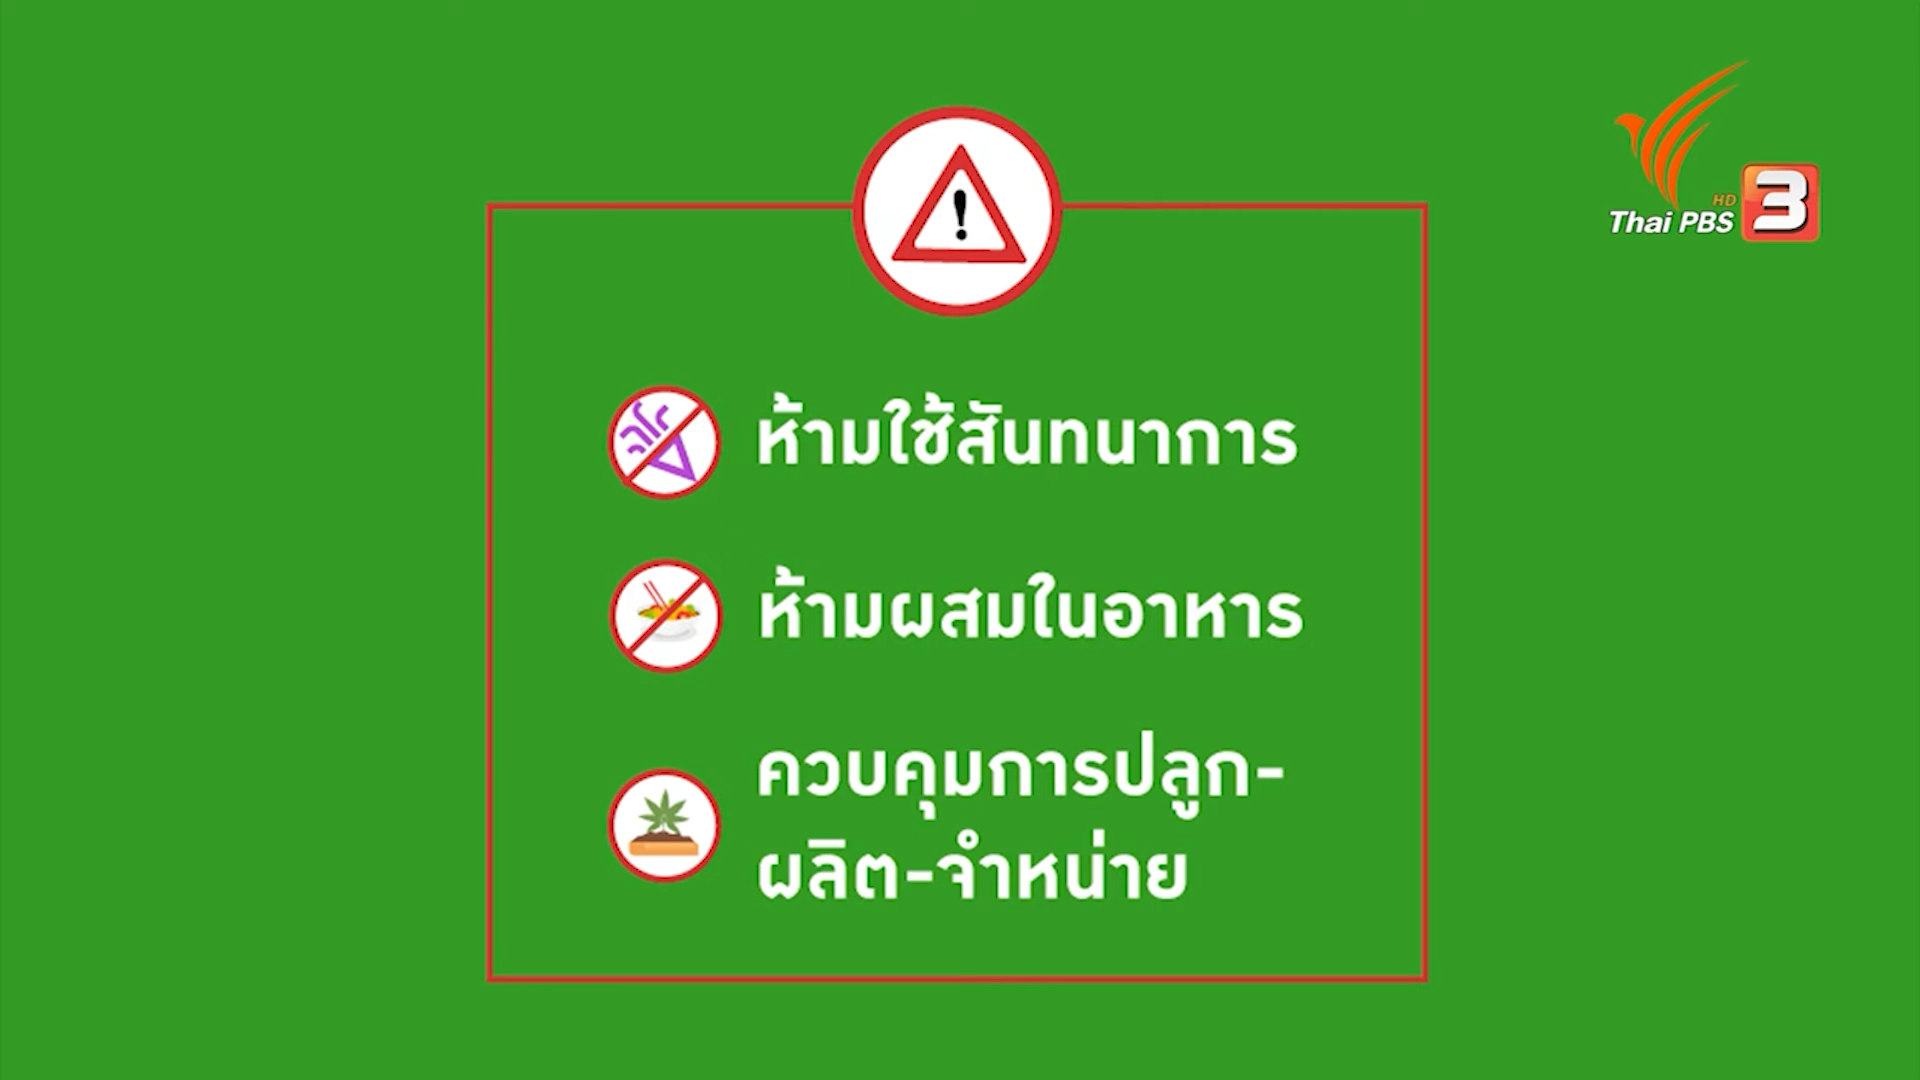 HD
Thai PBS 3
!
ห้ามใช้สันทนาการ
ห้ามผสมในอาหาร
ควบคุมการปลูก-
ผลิต-จำหน่าย